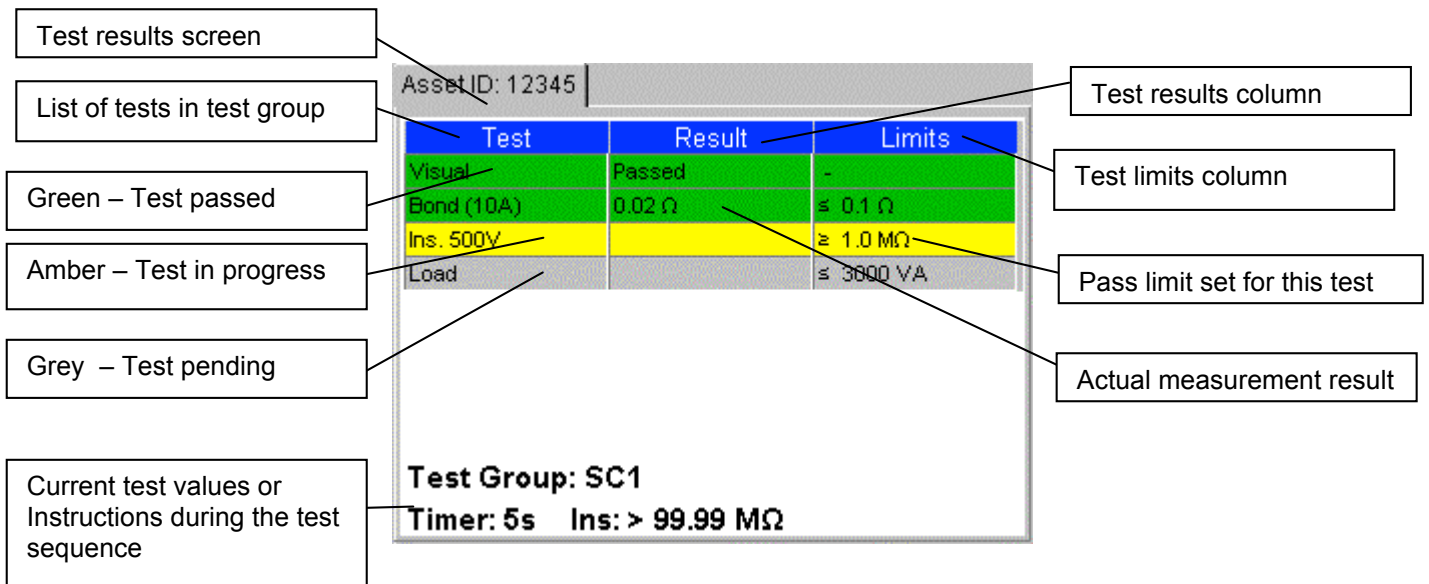 Test results screen
List of tests in test group
Green – Test passed
Amber – Test in progress
Grey – Test pending
Current test values or
Instructions during the test
sequence
Asset ID: 12345
Test Result Limits
Visual Passed -
Bond (10A) 0.02 Ω ≤ 0.1 Ω
Ins. 500V ≥ 1.0 MΩ
Load ≤ 3000 VA
Test Group: SC1
Timer: 5s Ins: > 99.99 MΩ
Test results column
Test limits column
Pass limit set for this test
Actual measurement result